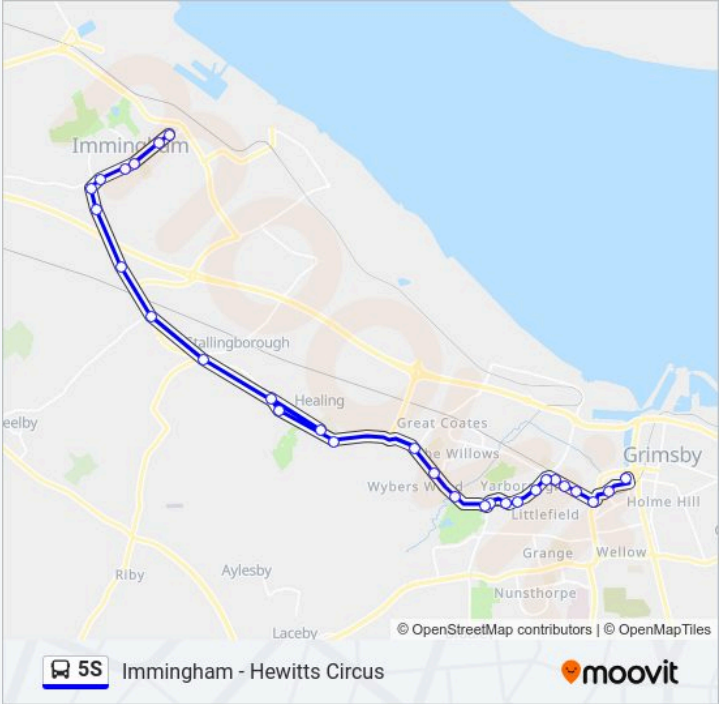 Immingham
Stallingborough
Healing
eelby
Great Coates
The Willows
Grimsby
Wybers Wood
Yarborough
Holme Hill
Littlefield
Grange
Wellow
Riby
Aylesby
Nunsthorpe
Laceby
© OpenStreetMap contributors | © OpenMapTiles
5S Immingham - Hewitts Circus
moovit